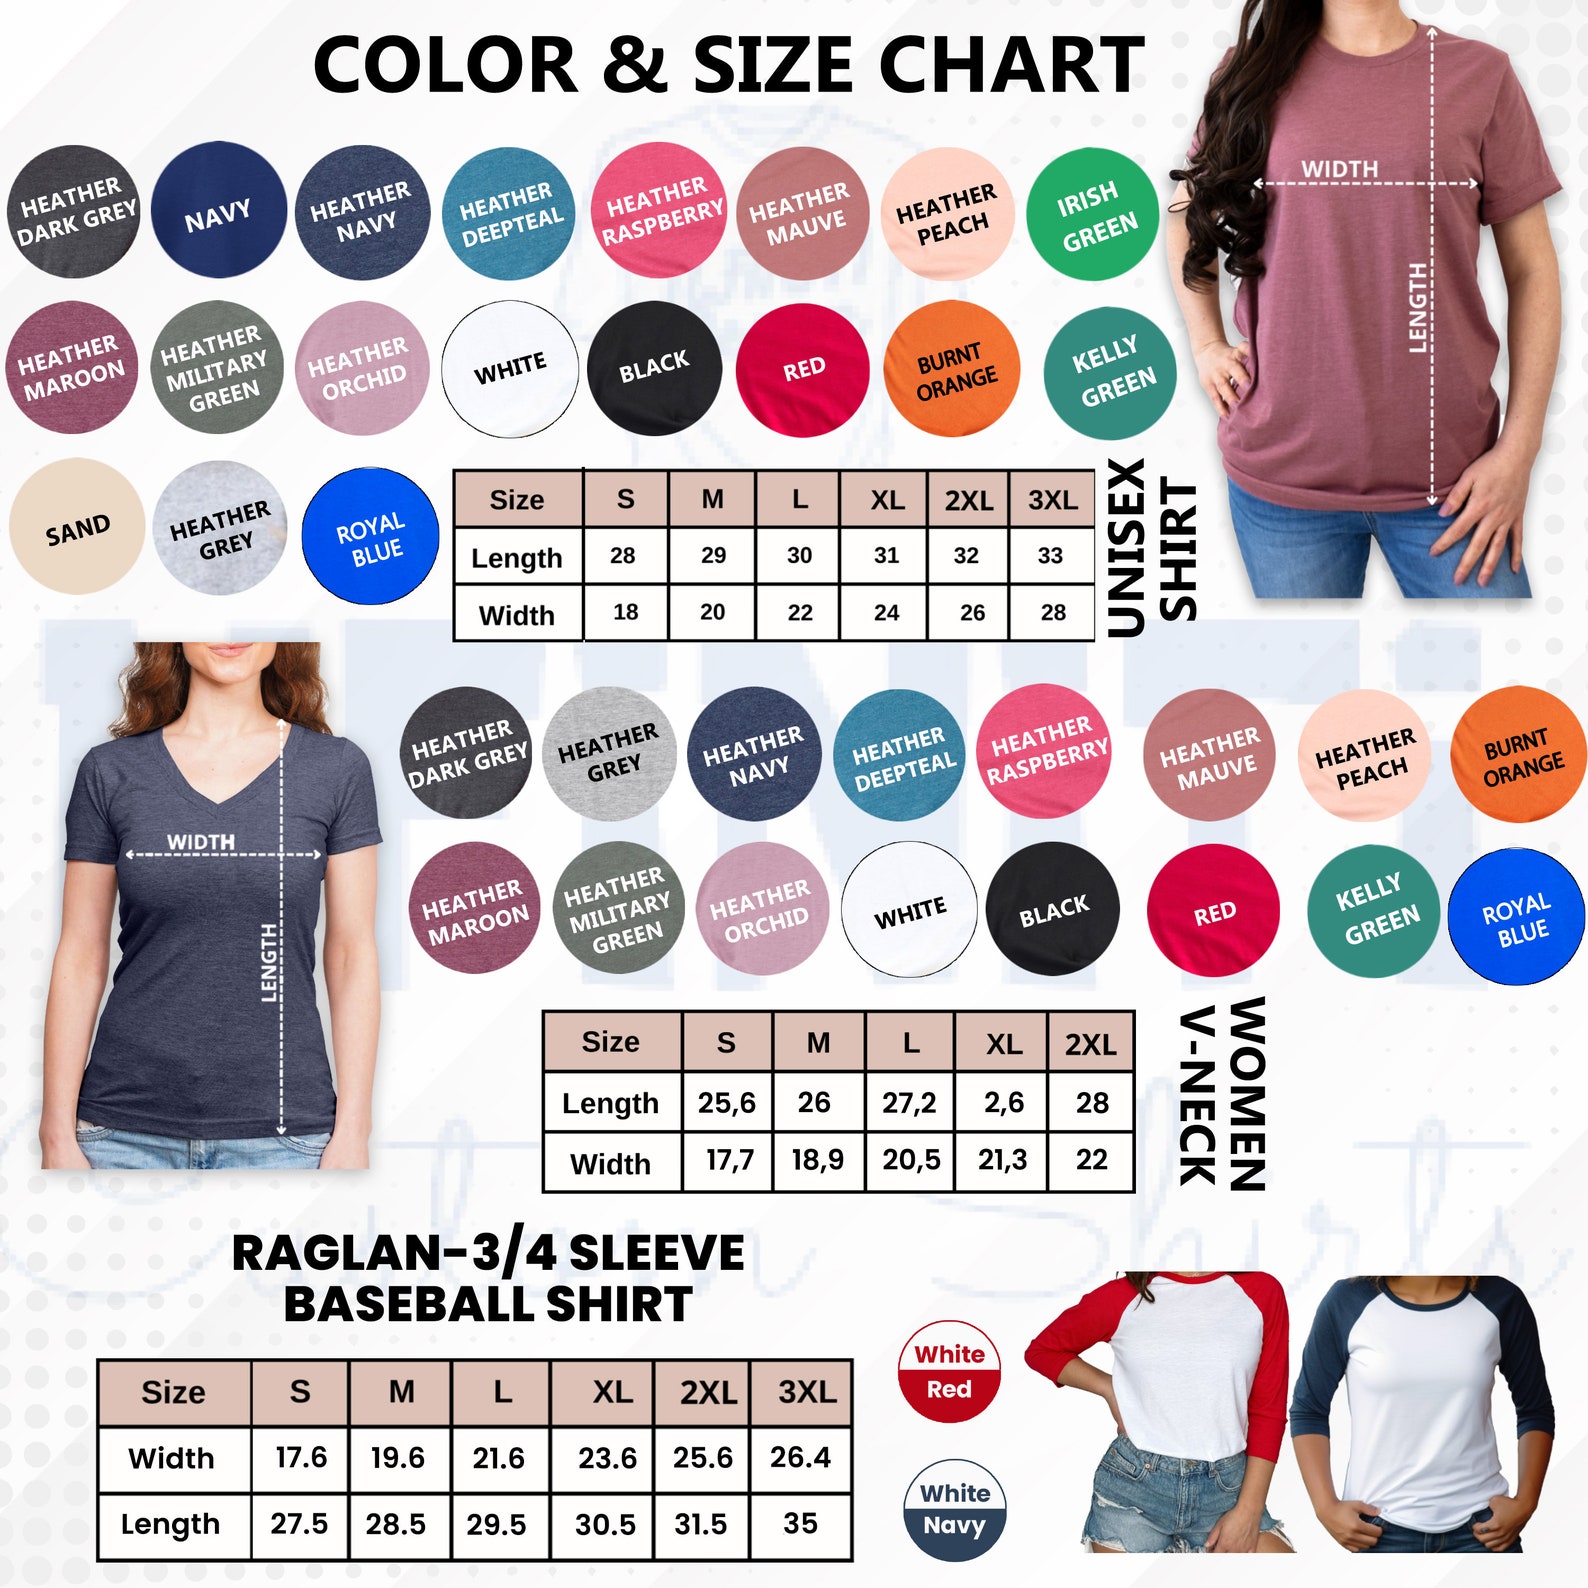 COLOR & SIZE CHART
HEATHER
DARK GREY
NAVY
HEATHER
NAVY
HEATHER
DEEPTEAL
HEATHER
RASPBERRY
HEATHER
MAUVE
HEATHER
PEACH
IRISH
GREEN
WIDTH
LENGTH
HEATHER
MAROON
HEATHER
MILITARY
GREEN
HEATHER
ORCHID
WHITE
BLACK
RED
BURNT
ORANGE
KELLY
GREEN
SAND
HEATHER
GREY
ROYAL
BLUE
Size S M L XL 2XL 3XL
Length 28 29 30 31 32 33
Width 18 20 22 24 26 28
UNISEX
SHIRT
WIDTH
LENGTH
HEATHER
DARK GREY
HEATHER
GREY
HEATHER
NAVY
HEATHER
DEEPTEAL
HEATHER
RASPBERRY
HEATHER
MAUVE
HEATHER
PEACH
BURNT
ORANGE
HEATHER
MAROON
HEATHER
MILITARY
GREEN
HEATHER
ORCHID
WHITE
BLACK
RED
KELLY
GREEN
ROYAL
BLUE
Size S M L XL 2XL
Length 25,6 26 27,2 2,6 28
Width 17,7 18,9 20,5 21,3 22
WOMEN
V-NECK
RAGLAN-3/4 SLEEVE
BASEBALL SHIRT
Size S M L XL 2XL 3XL
Width 17.6 19.6 21.6 23.6 25.6 26.4
Length 27.5 28.5 29.5 30.5 31.5 35
White
Red
White
Navy